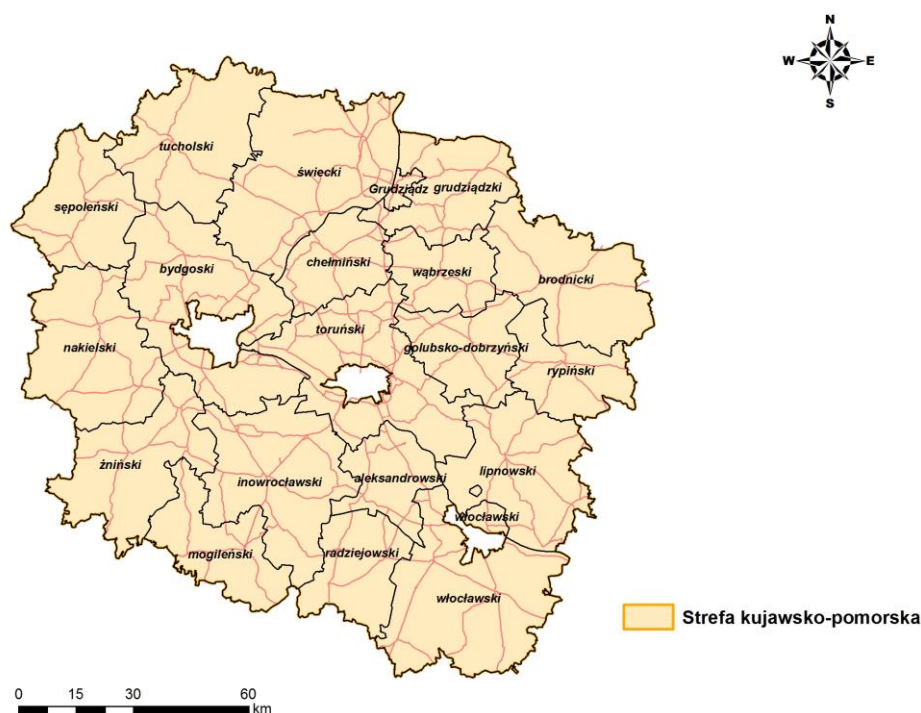 N
W E
S
tucholski
świecki
Grudziądz grudziądzki
sępoleński
bydgoski
chełmiński
wąbrzeski
brodnicki
toruński
nakielski
golubsko-dobrzyński
rypiński
żniński
inowrocławski
aleksandrowski
lipnowski
włocławski
mogileński
radziejowski
włocławski
Strefa kujawsko-pomorska
0 15 30 60
km